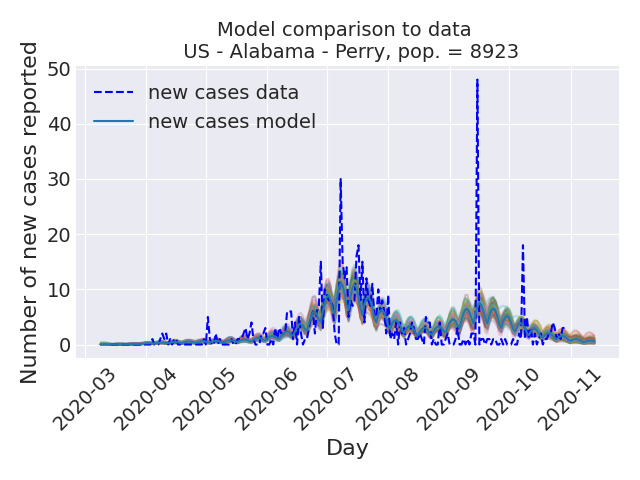 Model comparison to data
US - Alabama - Perry, pop. = 8923
Number of new cases reported
50
40
30
20
10
0
new cases data
new cases model
2020-03
2020-04
2020-05
2020-06
2020-07
2020-08
2020-09
2020-10
2020-11
Day